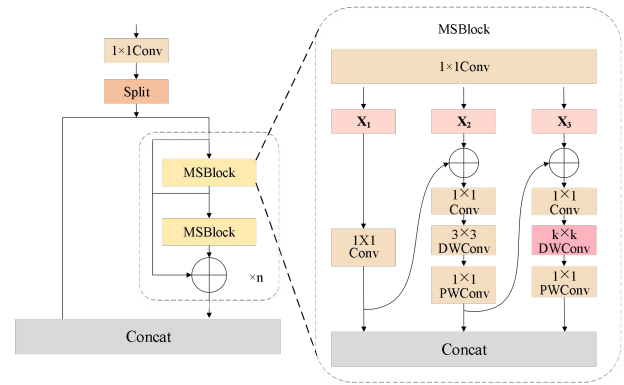 1×1Conv
Split
MSBlock
MSBlock
×n
Concat
MSBlock
1×1Conv
X₁
X₂
X₃
1X1
Conv
1×1
Conv
3×3
DWConv
1×1
PWConv
1×1
Conv
k×k
DWConv
1×1
PWConv
Concat